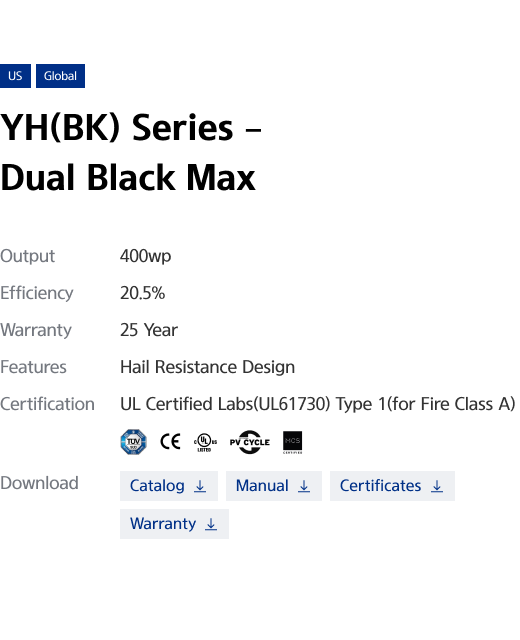 US Global
YH(BK) Series –
Dual Black Max
Output 400wp
Efficiency 20.5%
Warranty 25 Year
Features Hail Resistance Design
Certification UL Certified Labs(UL61730) Type 1(for Fire Class A)
TÜV SÜD CE C UL US LISTED PV CYCLE MCS CERTIFIED
Download Catalog Manual Certificates
Warranty